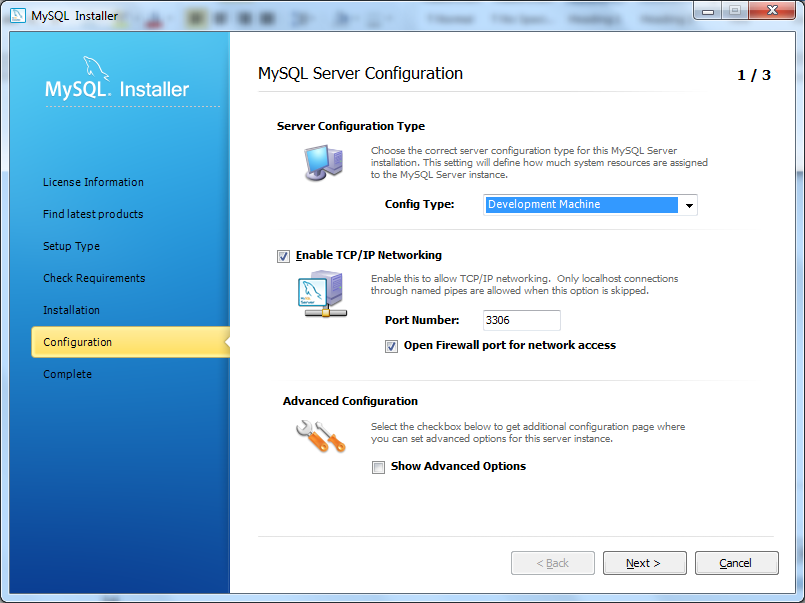 MySQL Installer
MySQL. Installer
License Information
Find latest products
Setup Type
Check Requirements
Installation
Configuration
Complete
MySQL Server Configuration
1 / 3
Server Configuration Type
Choose the correct server configuration type for this MySQL Server
installation. This setting will define how much system resources are assigned
to the MySQL Server instance.
Config Type:
Development Machine
Enable TCP/IP Networking
Enable this to allow TCP/IP networking. Only localhost connections
through named pipes are allowed when this option is skipped.
Port Number:
3306
Open Firewall port for network access
Advanced Configuration
Select the checkbox below to get additional configuration page where
you can set advanced options for this server instance.
Show Advanced Options
< Back
Next >
Cancel